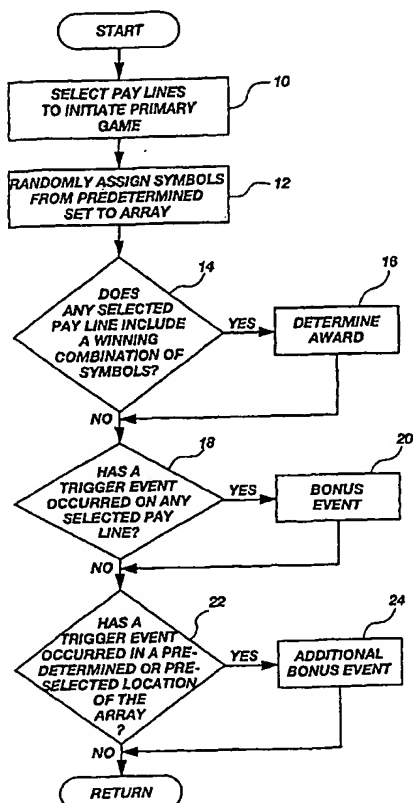 START
SELECT PAY LINES
TO INITIATE PRIMARY
GAME
10
RANDOMLY ASSIGN SYMBOLS
FROM PREDETERMINED
SET TO ARRAY
12
14
DOES
ANY SELECTED
PAY LINE INCLUDE
A WINNING
COMBINATION OF
SYMBOLS?
YES
16
DETERMINE
AWARD
NO
18
HAS A
TRIGGER EVENT
OCCURRED ON ANY
SELECTED PAY
LINE?
YES
20
BONUS
EVENT
NO
22
HAS A
TRIGGER EVENT
OCCURRED IN A PRE-
DETERMINED OR PRE-
SELECTED LOCATION
OF THE
ARRAY
?
YES
24
ADDITIONAL
BONUS EVENT
NO
RETURN